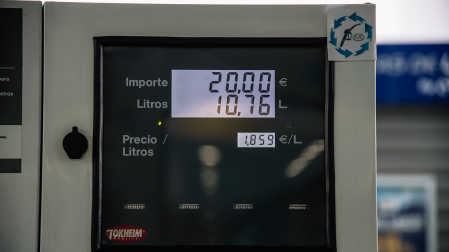 Importe 20,00 €
Litros 10,76 L.
Precio / 1,859 €/L.
Litros
TOKHEIM